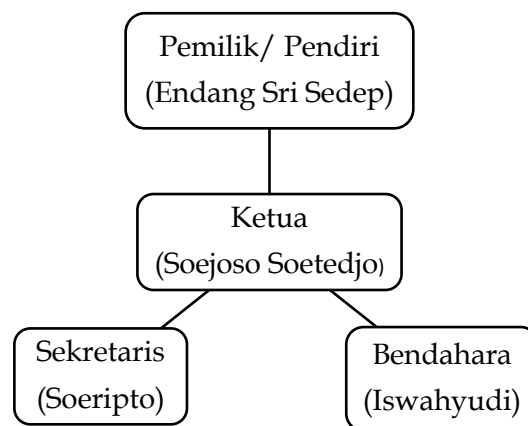 Pemilik/ Pendiri
(Endang Sri Sedep)
Ketua
(Soejoso Soetedjo)
Sekretaris
(Soeripto)
Bendahara
(Iswahyudi)